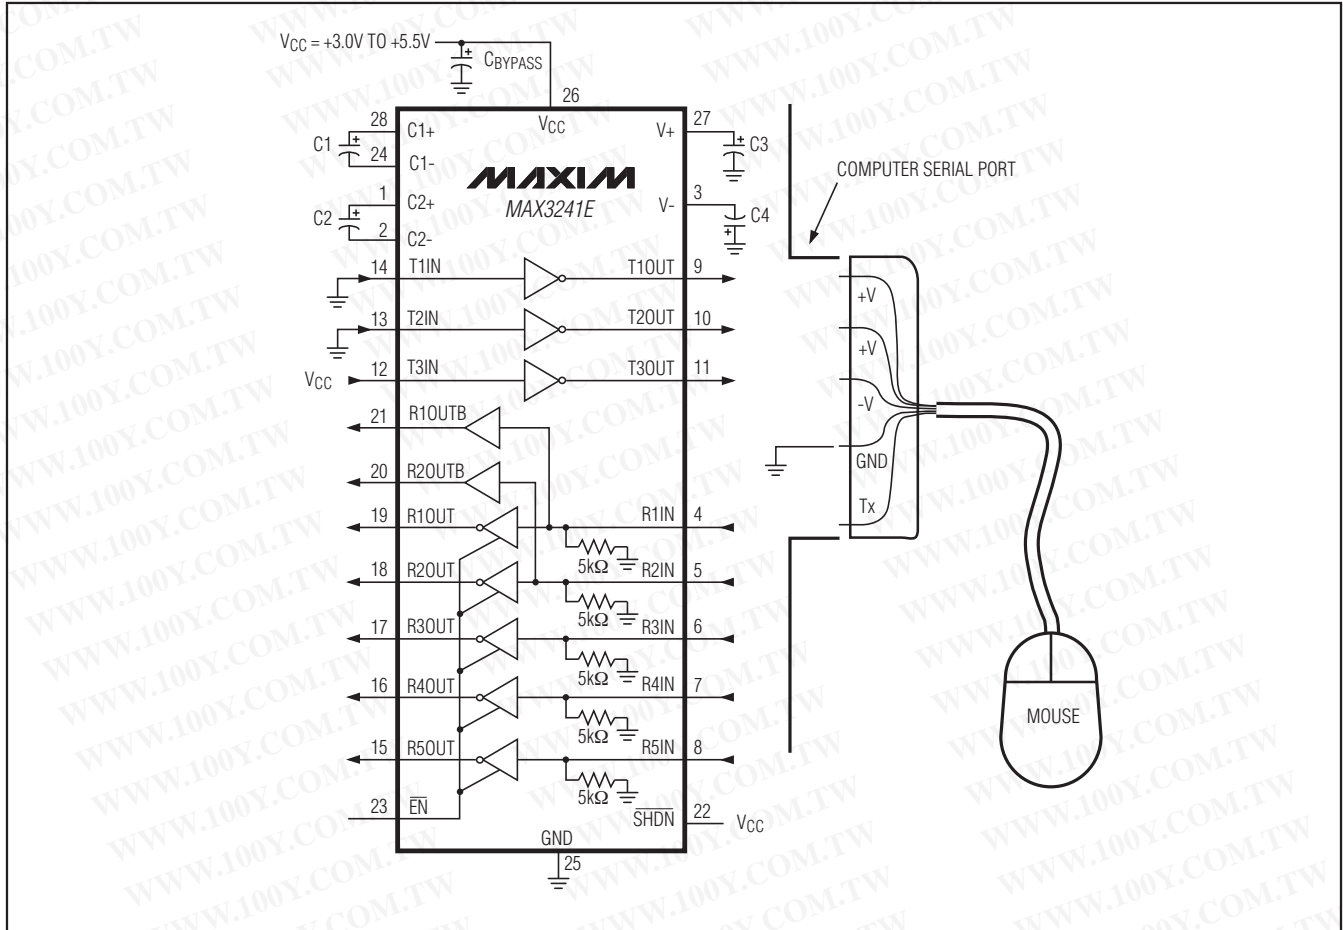 VCC = +3.0V TO +5.5V
+
CBYPASS
26
VCC
28
C1+
C1
+
24
C1-
1
C2+
C2
+
2
C2-
MAXIM
MAX3241E
V+
27
+
C3
V-
3
C4
+
14
T1IN
T1OUT
9
13
T2IN
T2OUT
10
VCC
12
T3IN
T3OUT
11
21
R1OUTB
20
R2OUTB
19
R1OUT
R1IN
4
5kΩ
18
R2OUT
R2IN
5
5kΩ
17
R3OUT
R3IN
6
5kΩ
16
R4OUT
R4IN
7
5kΩ
15
R5OUT
R5IN
8
5kΩ
23
EN
SHDN
22
VCC
GND
25
COMPUTER SERIAL PORT
+V
+V
-V
GND
Tx
MOUSE
WWW.100Y.COM.TW